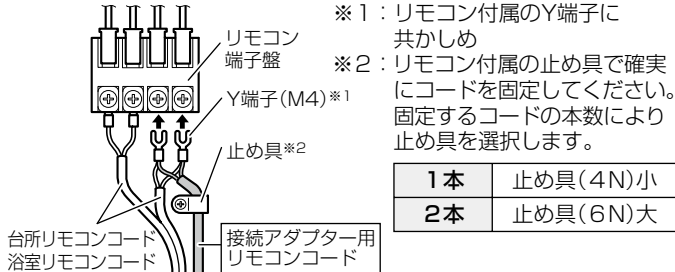 リモコン
端子盤
Y端子(M4)※1
止め具※2
台所リモコンコード
浴室リモコンコード
接続アダプター用
リモコンコード
※1:リモコン付属のY端子に
共かしめ
※2:リモコン付属の止め具で確実
にコードを固定してください。
固定するコードの本数により
止め具を選択します。
1本 止め具(4N)小
2本 止め具(6N)大